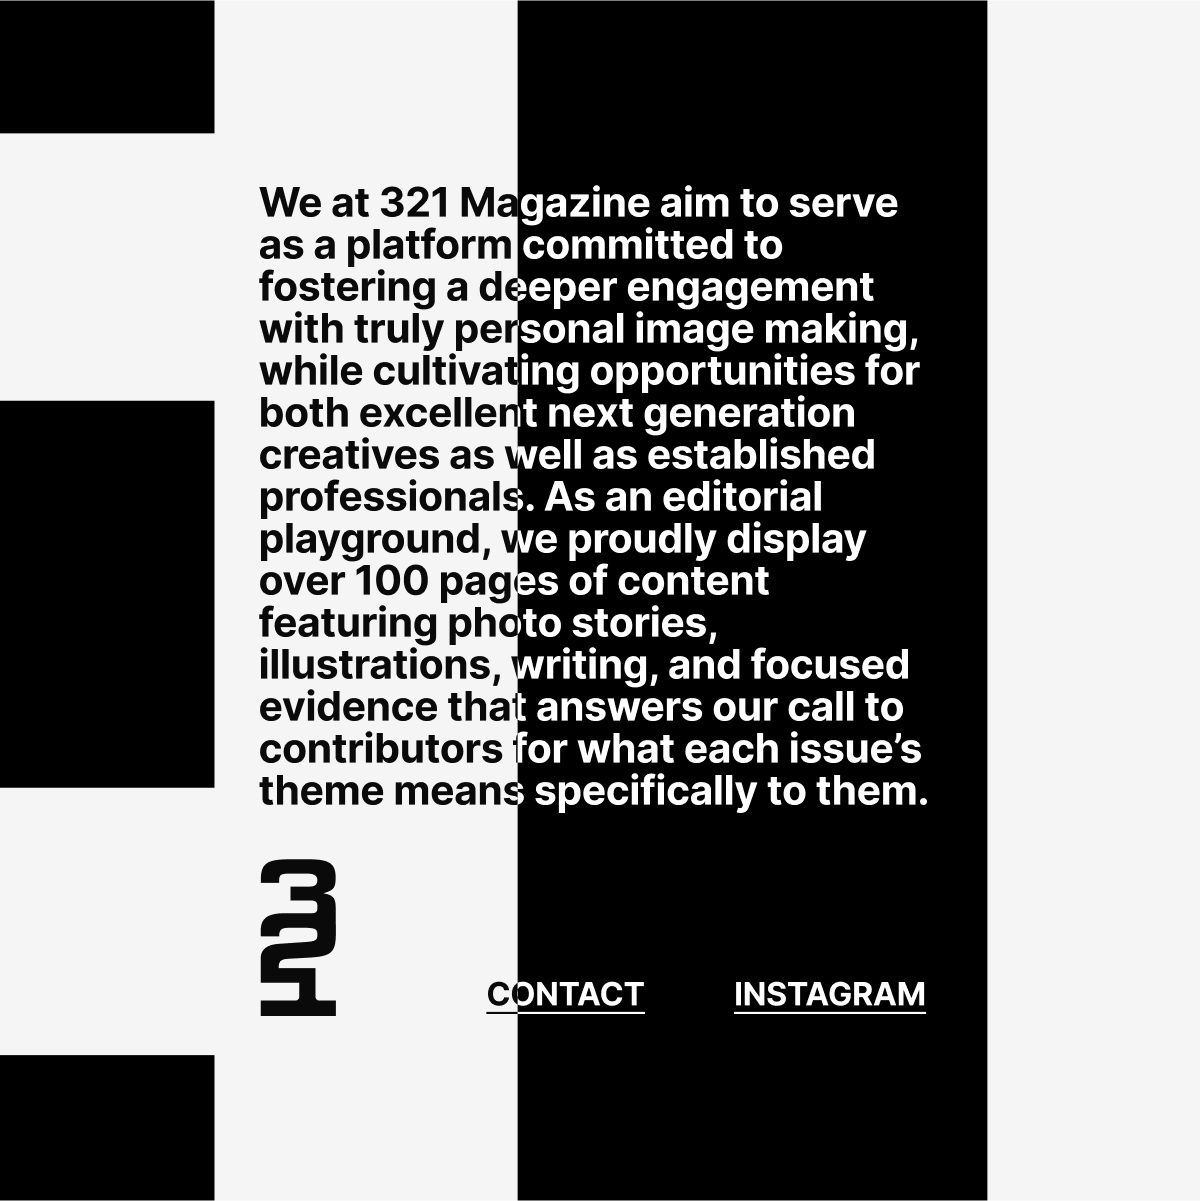 We at 321 Magazine aim to serve
as a platform committed to
fostering a deeper engagement
with truly personal image making,
while cultivating opportunities for
both excellent next generation
creatives as well as established
professionals. As an editorial
playground, we proudly display
over 100 pages of content
featuring photo stories,
illustrations, writing, and focused
evidence that answers our call to
contributors for what each issue’s
theme means specifically to them.
321
CONTACT INSTAGRAM